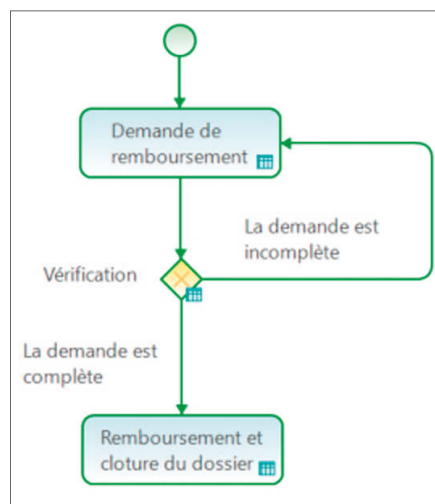 Demande de
remboursement
La demande est
incomplète
Vérification
La demande est
complète
Remboursement et
cloture du dossier